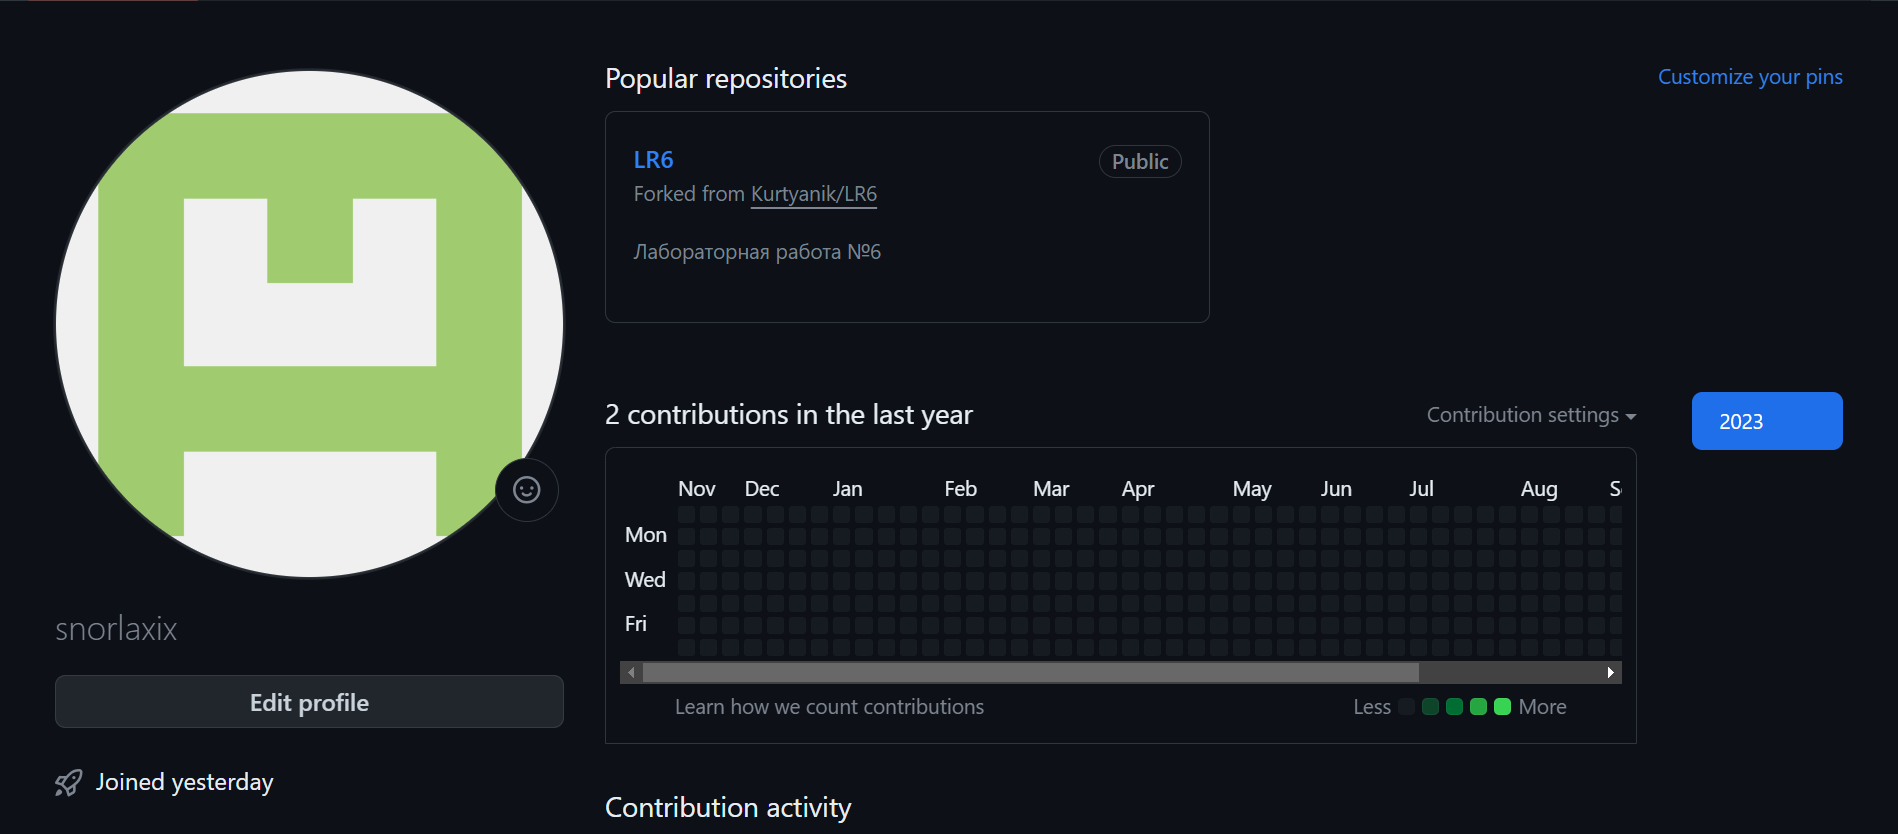 Popular repositories
Customize your pins
LR6
Public
Forked from Kurtyanik/LR6
Лабораторная работа №6
2 contributions in the last year
Contribution settings
2023
Nov Dec Jan Feb Mar Apr May Jun Jul Aug
Mon
Wed
Fri
Learn how we count contributions
Less More
snorlaxix
Edit profile
Joined yesterday
Contribution activity